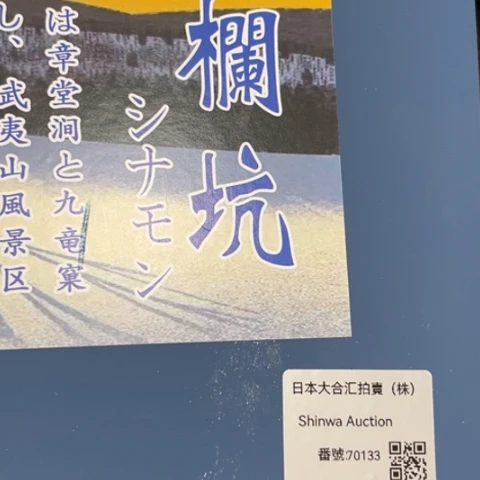 欄坑
シナモン
は章堂洞と九竜窠
し、武夷山風景区
日本大合汇拍賣(株)
Shinwa Auction
番號:70133